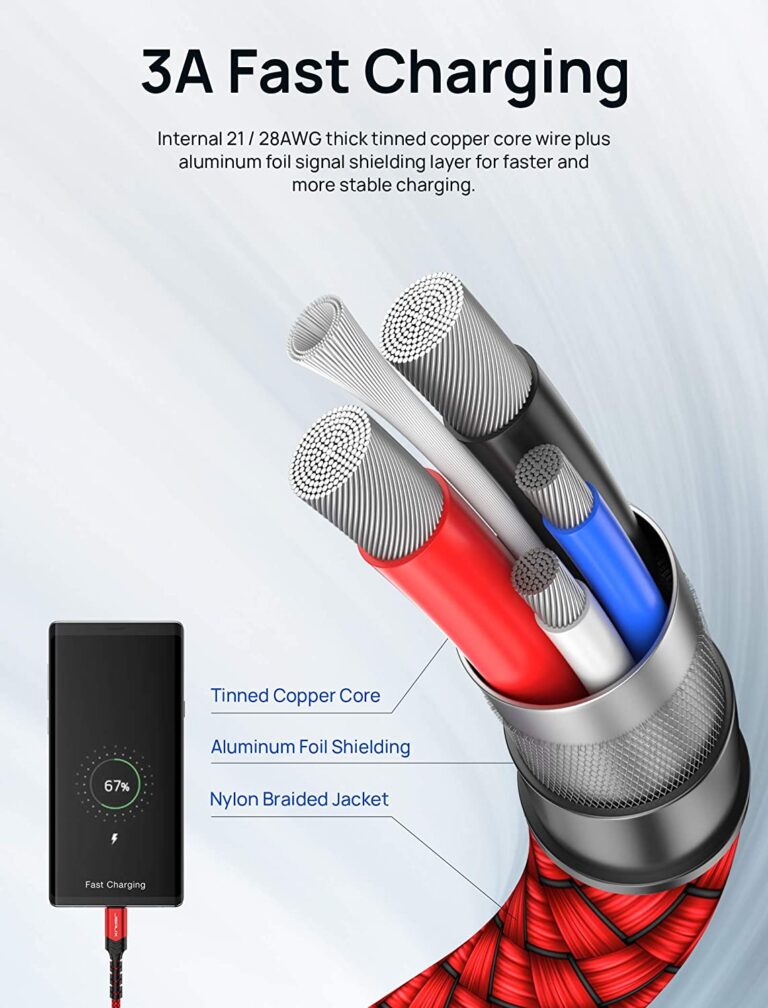 3A Fast Charging
Internal 21 / 28AWG thick tinned copper core wire plus
aluminum foil signal shielding layer for faster and
more stable charging.
Tinned Copper Core
Aluminum Foil Shielding
Nylon Braided Jacket
67%
Fast Charging
JSAUX